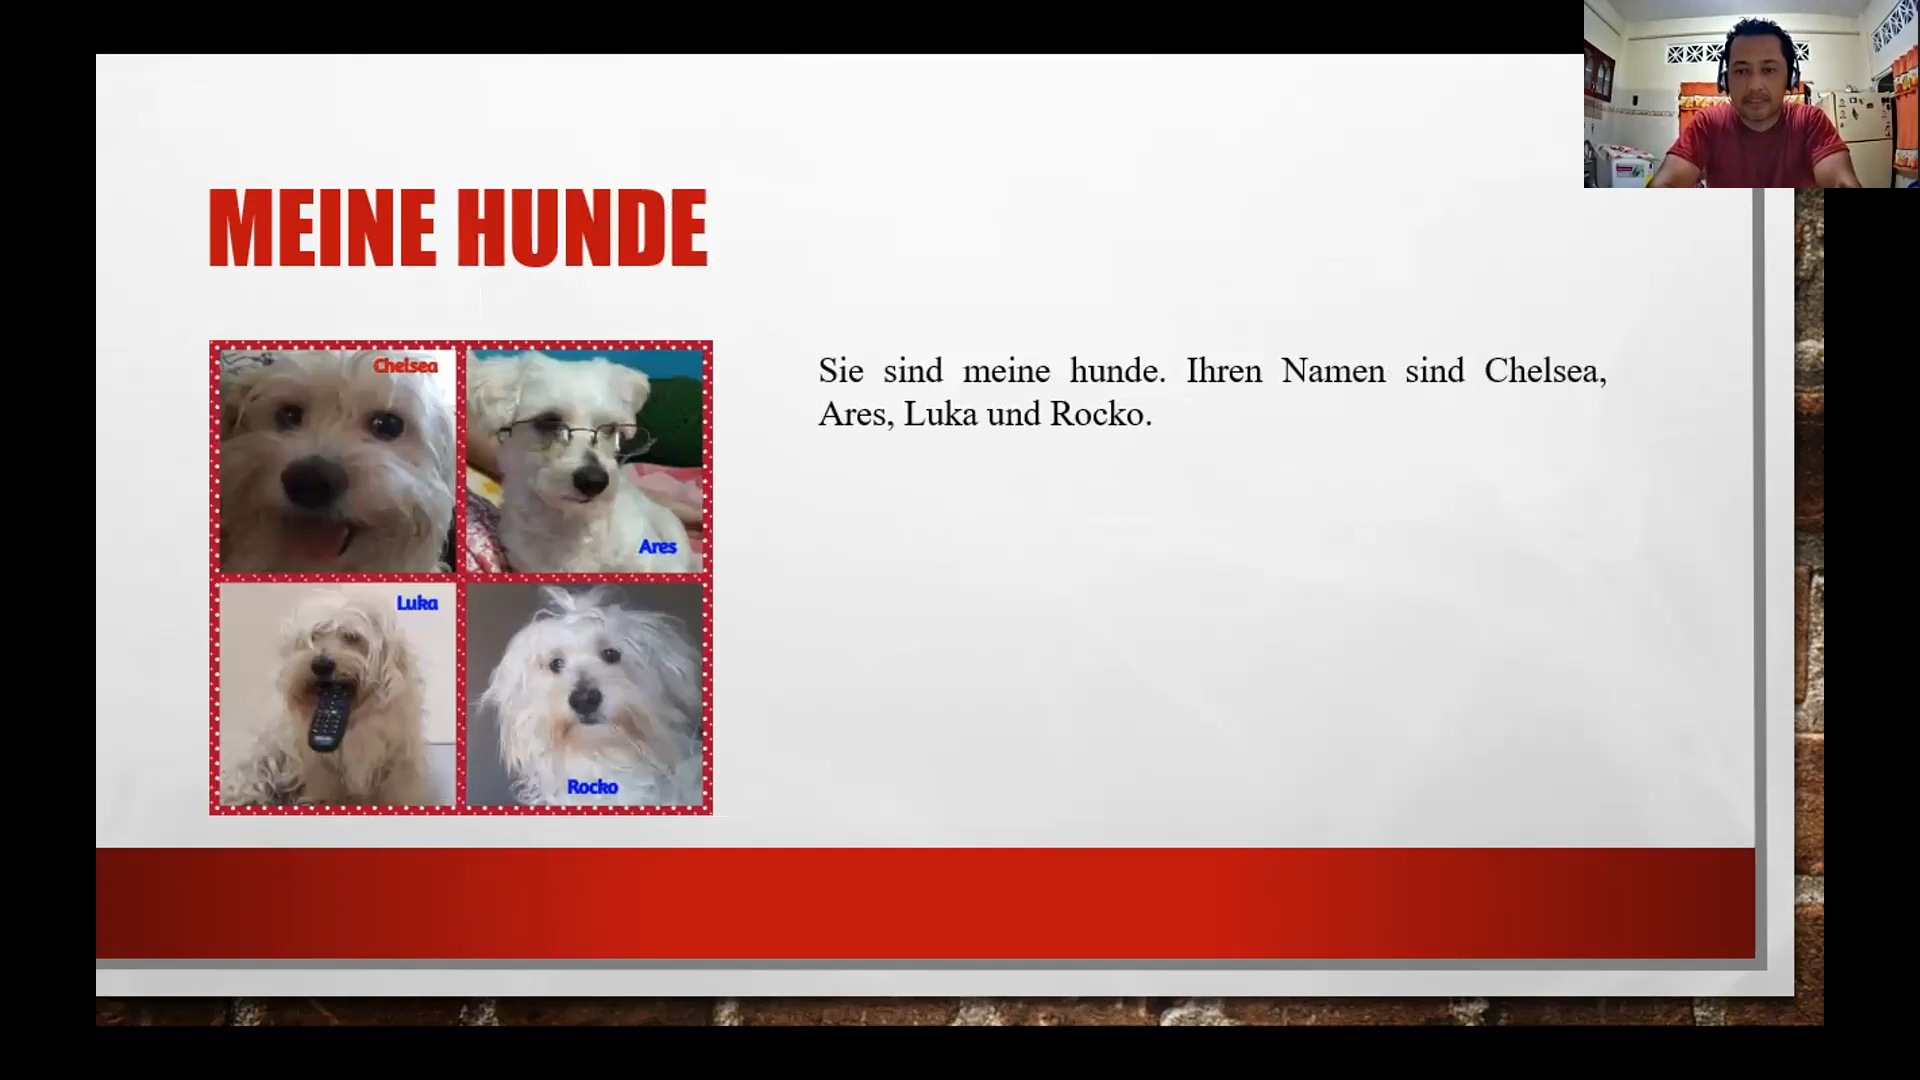 MEINE HUNDE
Chelsea
Ares
Luka
Rocko
Sie sind meine hunde. Ihren Namen sind Chelsea,
Ares, Luka und Rocko.